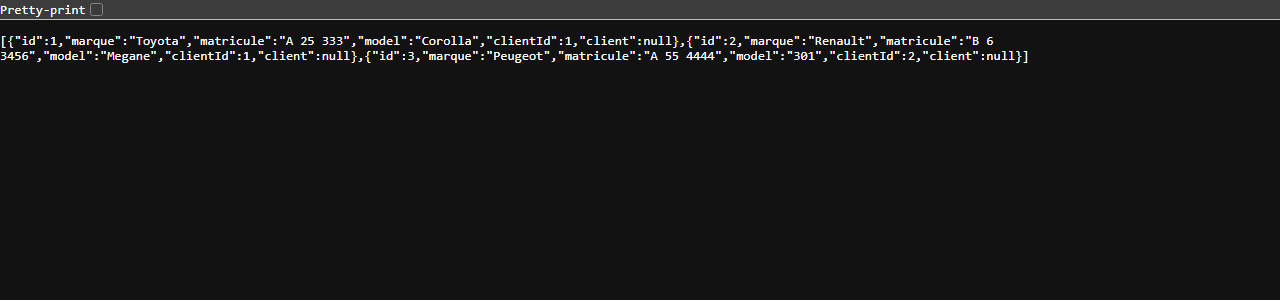 Pretty-print
[{"id":1,"marque":"Toyota","matricule":"A 25 333","model":"Corolla","clientId":1,"client":null},{"id":2,"marque":"Renault","matricule":"B 6
3456","model":"Megane","clientId":1,"client":null},{"id":3,"marque":"Peugeot","matricule":"A 55 4444","model":"301","clientId":2,"client":null}]